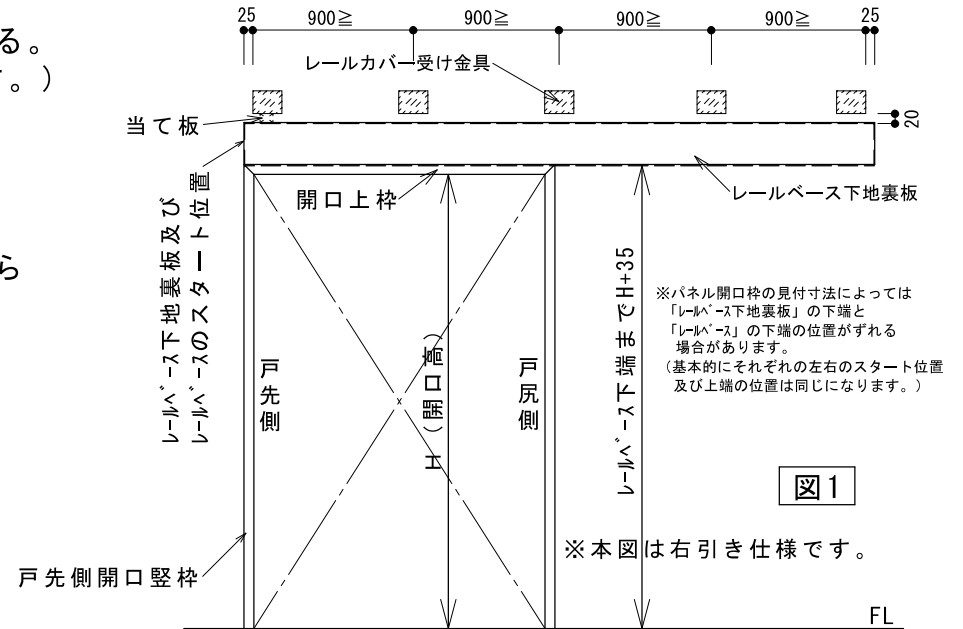 る。
す。）
ら
25 900≧ 900≧ 900≧ 900≧ 25
レールカバー受け金具
当て板
20
レールベース下地裏板
開口上枠
レールベース下地裏板及び
レールベースのスタート位置
戸先側
H（開口高）
戸尻側
レールベース下端までH+35
※パネル開口枠の見付寸法によっては
「レールベース下地裏板」の下端と
「レールベース」の下端の位置がずれる
場合があります。
（基本的にそれぞれの左右のスタート位置
及び上端の位置は同じになります。）
図1
※本図は右引き仕様です。
戸先側開口竪枠
FL